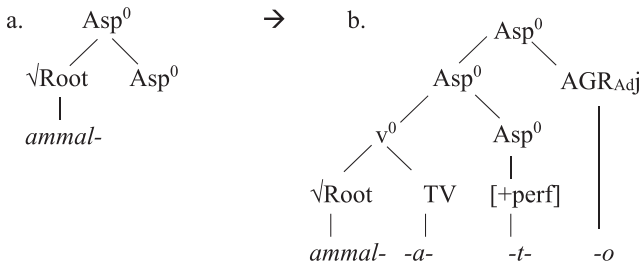 a. Asp⁰ → b. Asp⁰
√Root Asp⁰ Asp⁰ AGRAdj
ammal- v⁰ Asp⁰
√Root TV [+perf]
ammal- -a- -t- -o